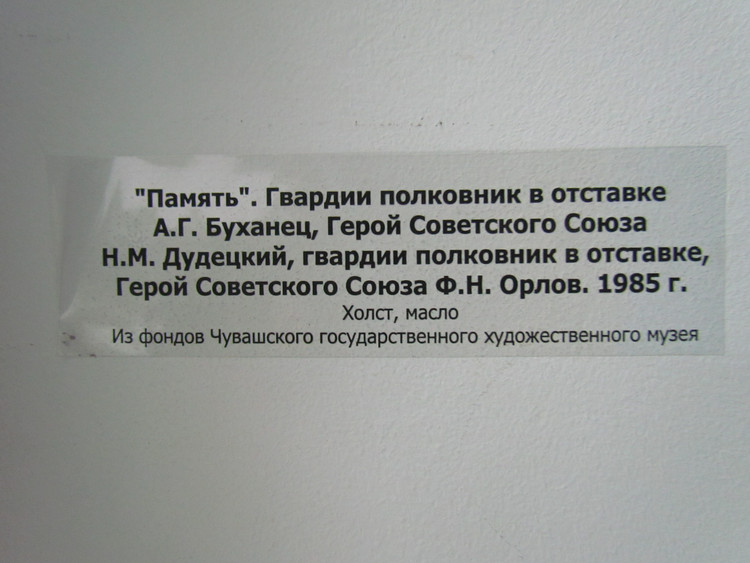 "Память". Гвардии полковник в отставке
А.Г. Буханец, Герой Советского Союза
Н.М. Дудецкий, гвардии полковник в отставке,
Герой Советского Союза Ф.Н. Орлов. 1985 г.
Холст, масло
Из фондов Чувашского государственного художественного музея